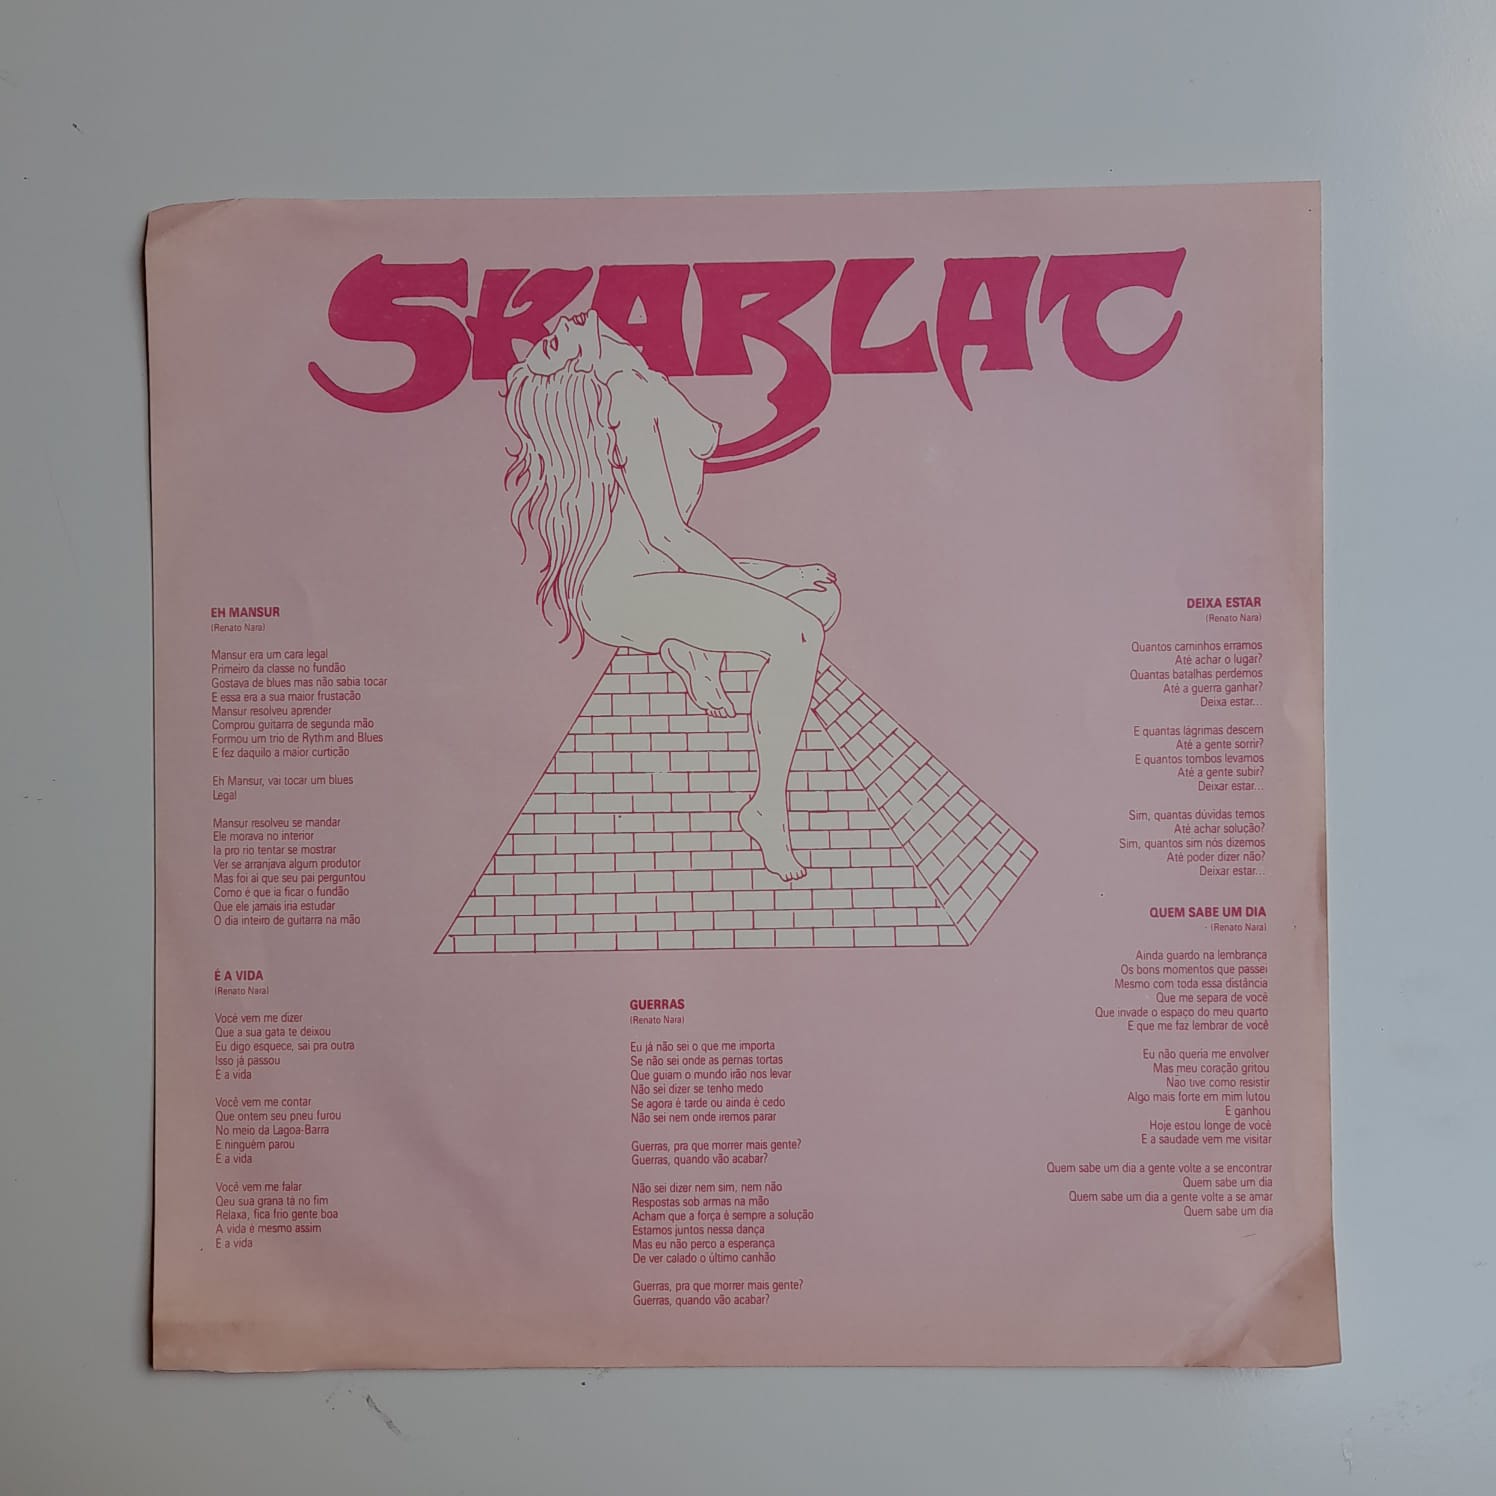 SKARLAT
EH MANSUR
(Renato Nara)
Mansur era um cara legal
Primeiro da classe no fundão
Gostava de blues mas não sabia tocar
E essa era a sua maior frustação
Mansur resolveu aprender
Comprou guitarra de segunda mão
Formou um trio de Rythm and Blues
E fez daquilo a maior curtição
Eh Mansur, vai tocar um blues
Legal
Mansur resolveu se mandar
Ele morava no interior
Ia pro rio tentar se mostrar
Ver se arranjava algum produtor
Mas foi aí que seu pai perguntou
Como é que ia ficar o fundão
Que ele jamais iria estudar
O dia inteiro de guitarra na mão
É A VIDA
(Renato Nara)
Você vem me dizer
Que a sua gata te deixou
Eu digo esquece, sai pra outra
Isso já passou
É a vida
Você vem me contar
Que ontem seu pneu furou
No meio da Lagoa-Barra
E ninguém parou
É a vida
Você vem me falar
Qeu sua grana tá no fim
Relaxa, fica frio gente boa
A vida é mesmo assim
É a vida
GUERRAS
(Renato Nara)
Eu já não sei o que me importa
Se não sei onde as pernas tortas
Que guiam o mundo irão nos levar
Não sei dizer se tenho medo
Se agora é tarde ou ainda é cedo
Não sei nem onde iremos parar
Guerras, pra que morrer mais gente?
Guerras, quando vão acabar?
Não sei dizer nem sim, nem não
Respostas sob armas na mão
Acham que a força é sempre a solução
Estamos juntos nessa dança
Mas eu não perco a esperança
De ver calado o último canhão
Guerras, pra que morrer mais gente?
Guerras, quando vão acabar?
DEIXA ESTAR
(Renato Nara)
Quantos caminhos erramos
Até achar o lugar?
Quantas batalhas perdemos
Até a guerra ganhar?
Deixa estar...
E quantas lágrimas descem
Até a gente sorrir?
E quantos tombos levamos
Até a gente subir?
Deixar estar...
Sim, quantas dúvidas temos
Até achar solução?
Sim, quantos sim nós dizemos
Até poder dizer não?
Deixar estar...
QUEM SABE UM DIA
(Renato Nara)
Ainda guardo na lembrança
Os bons momentos que passei
Mesmo com toda essa distância
Que me separa de você
Que invade o espaço do meu quarto
E que me faz lembrar de você
Eu não queria me envolver
Mas meu coração gritou
Nao tive como resistir
Algo mais forte em mim lutou
E ganhou
Hoje estou longe de você
E a saudade vem me visitar
Quem sabe um dia a gente volte a se encontrar
Quem sabe um dia
Quem sabe um dia a gente volte a se amar
Quem sabe um dia